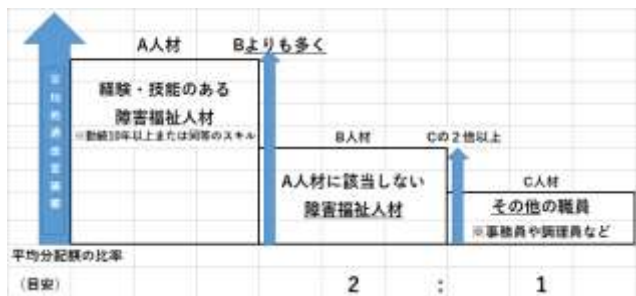 A人材
Bよりも多く
経験・技能のある
障害福祉人材
※勤続10年以上または同等のスキル
B人材
Cの2倍以上
A人材に該当しない
障害福祉人材
C人材
その他の職員
※事務員や調理員など
平均分配額の比率
(目安)
2 : 1